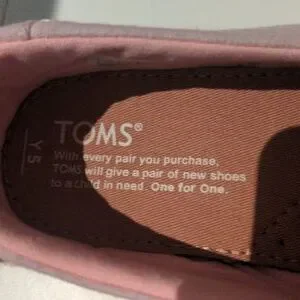 TOMS®
With every pair you purchase,
TOMS will give a pair of new shoes
to a child in need. One for One.
Y 5